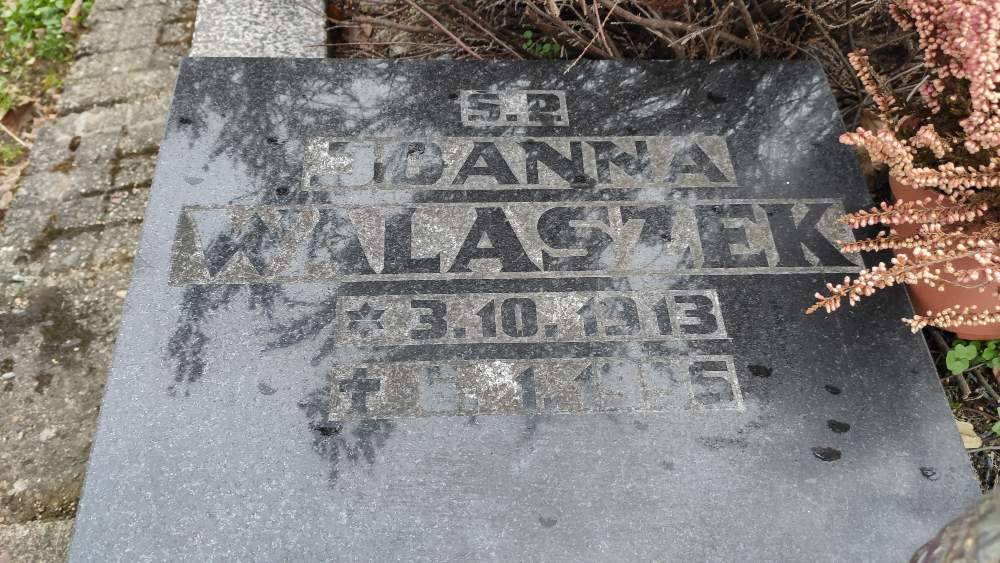 S.P.
JOANNA
WALASZEK
* 3.10.1913